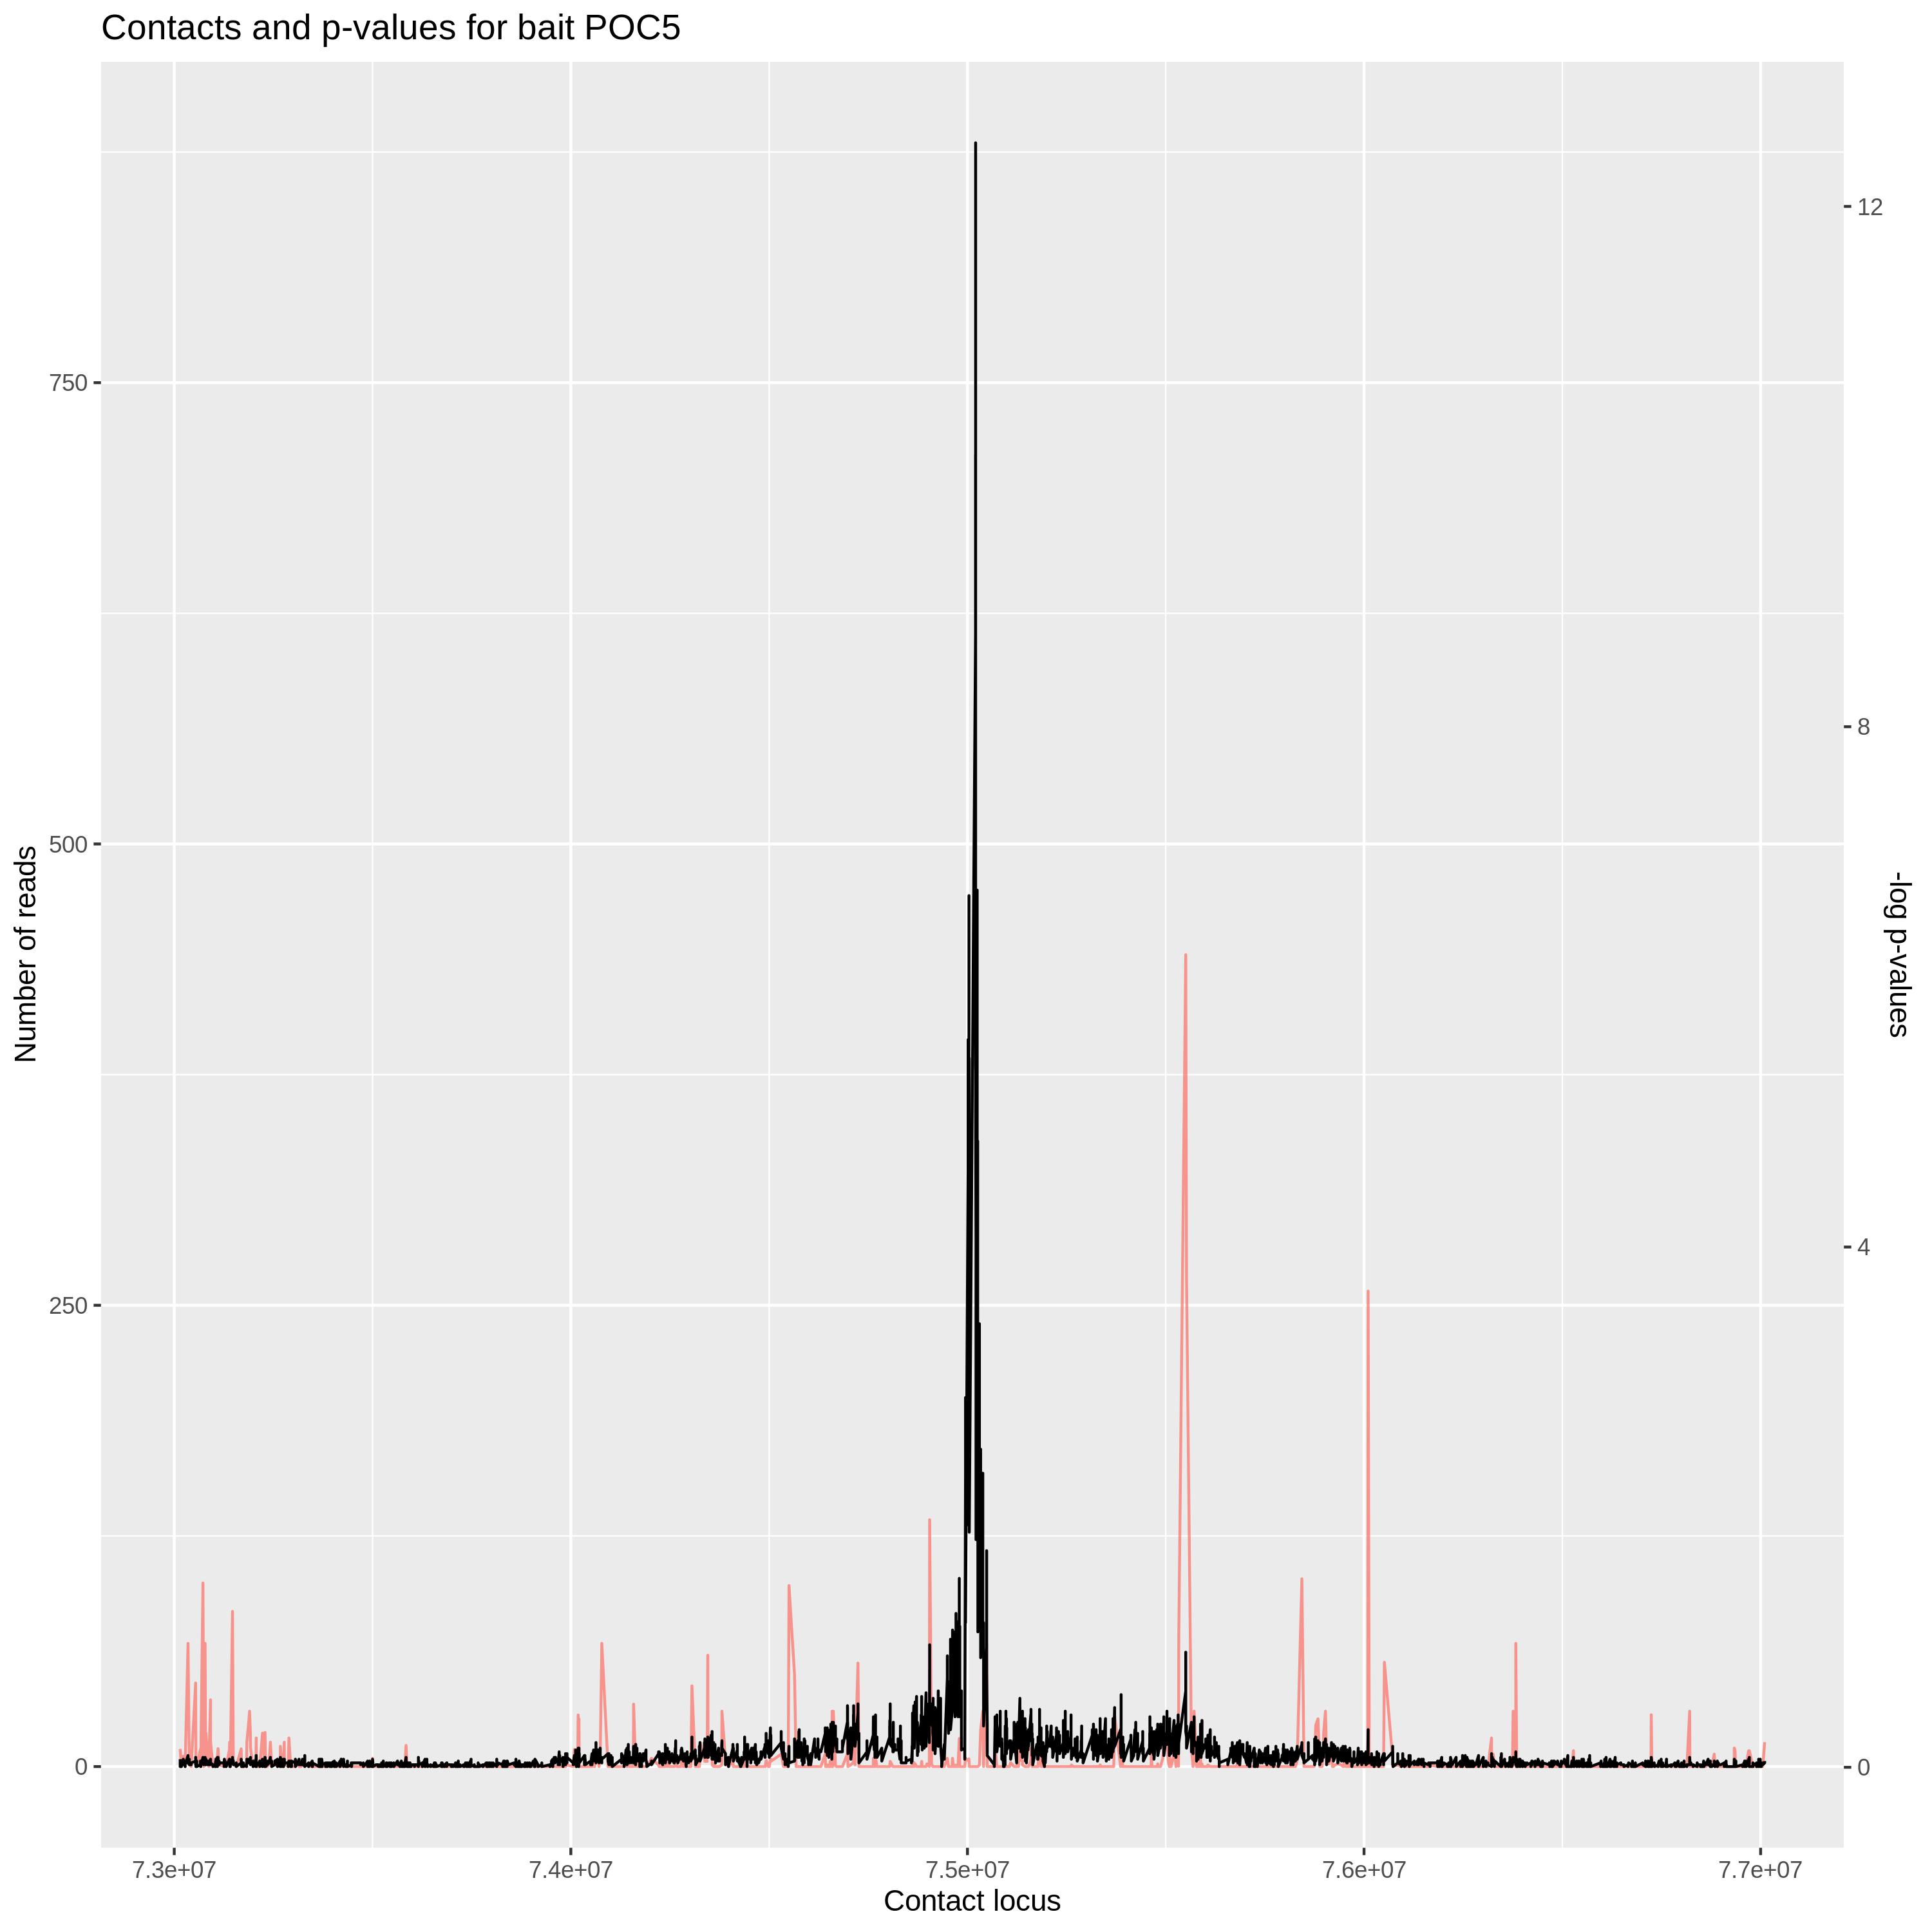 Contacts and p-values for bait POC5
12
750
8
500
Number of reads
-log p-values
4
250
0
0
7.3e+07 7.4e+07 7.5e+07 7.6e+07 7.7e+07
Contact locus